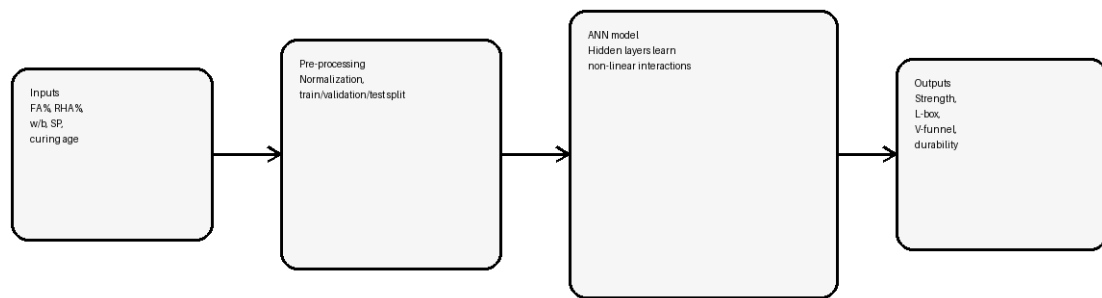 Inputs
FA%, RHA%,
w/b, SP,
curing age
Pre-processing
Normalization,
train/validation/test split
ANN model
Hidden layers learn
non-linear interactions
Outputs
Strength,
L-box,
V-funnel,
durability